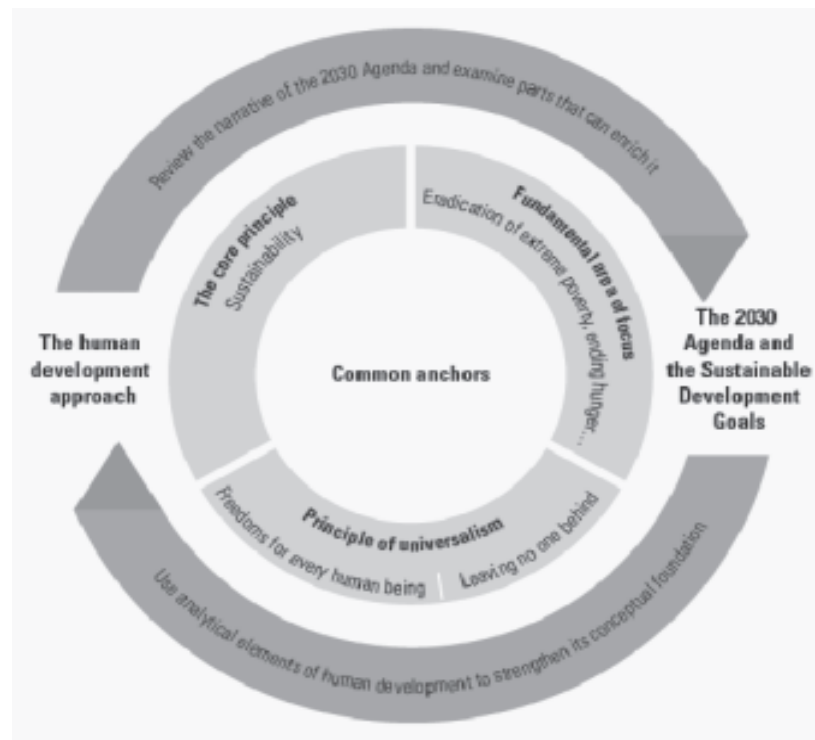 Review the narrative of the 2030 Agenda and examine parts that can enrich it
The core principle
Sustainability
Fundamental area of focus
Eradication of extreme poverty, ending hunger...
The human
development
approach
Common anchors
The 2030
Agenda and
the Sustainable
Development
Goals
Principle of universalism
Freedoms for every human being
Leaving no one behind
Use analytical elements of human development to strengthen its conceptual foundation